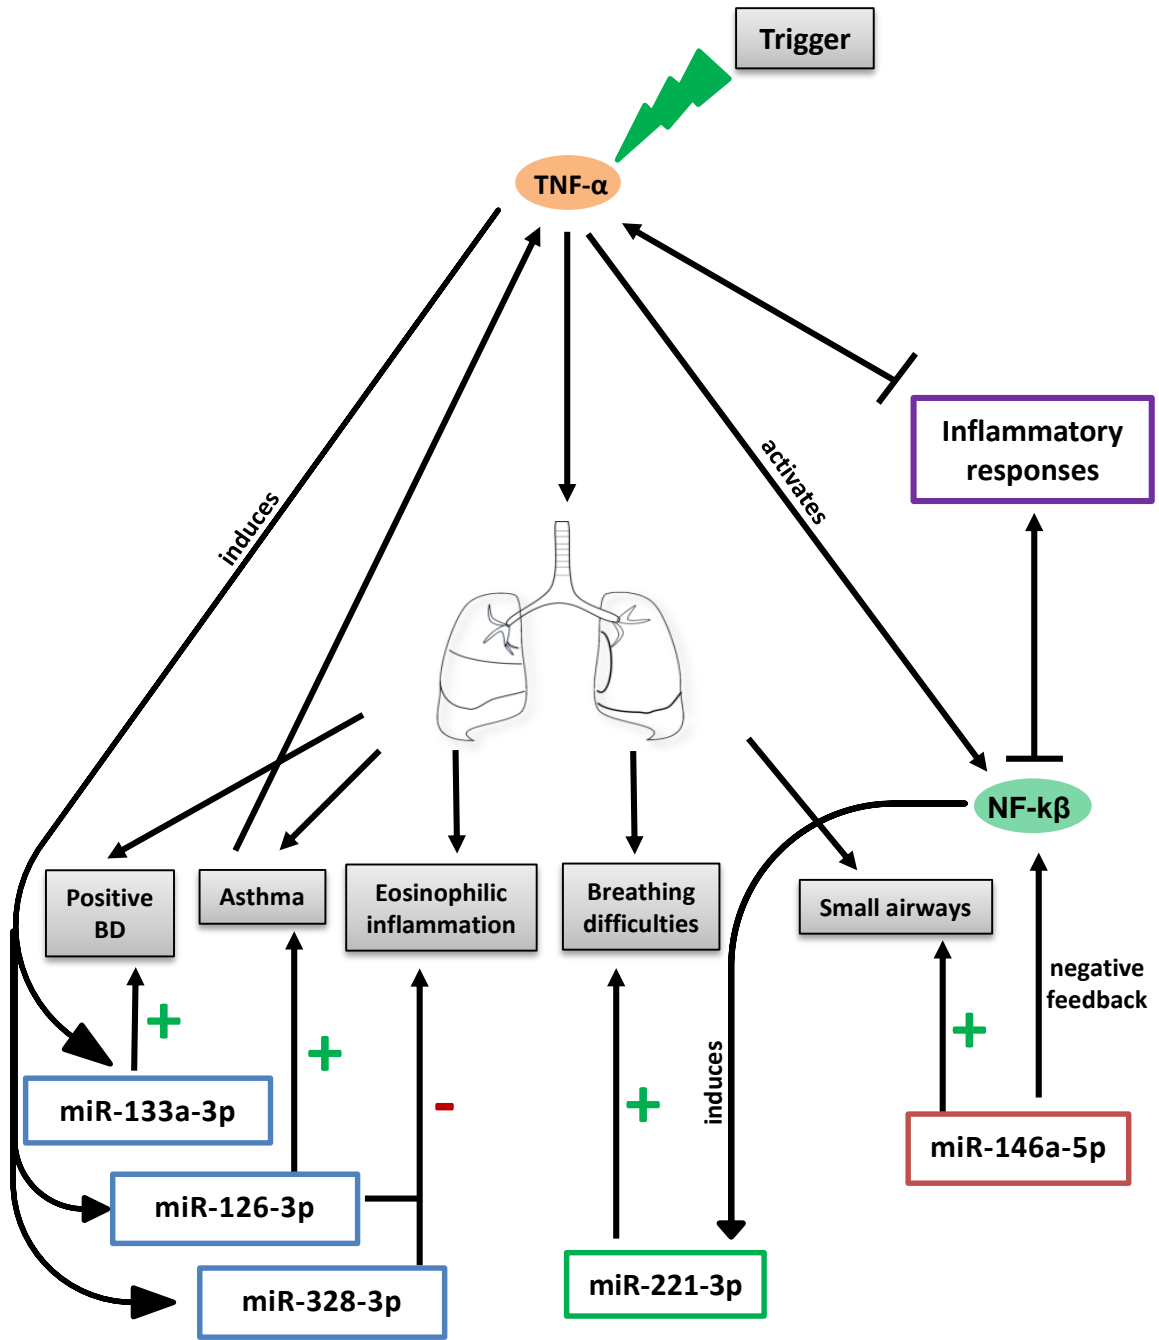 Trigger
TNF-α
Inflammatory
responses
activates
induces
NF-kβ
Positive
BD
Asthma
Eosinophilic
inflammation
Breathing
difficulties
Small airways
negative
feedback
+
+
-
+
+
induces
miR-133a-3p
miR-126-3p
miR-328-3p
miR-221-3p
miR-146a-5p